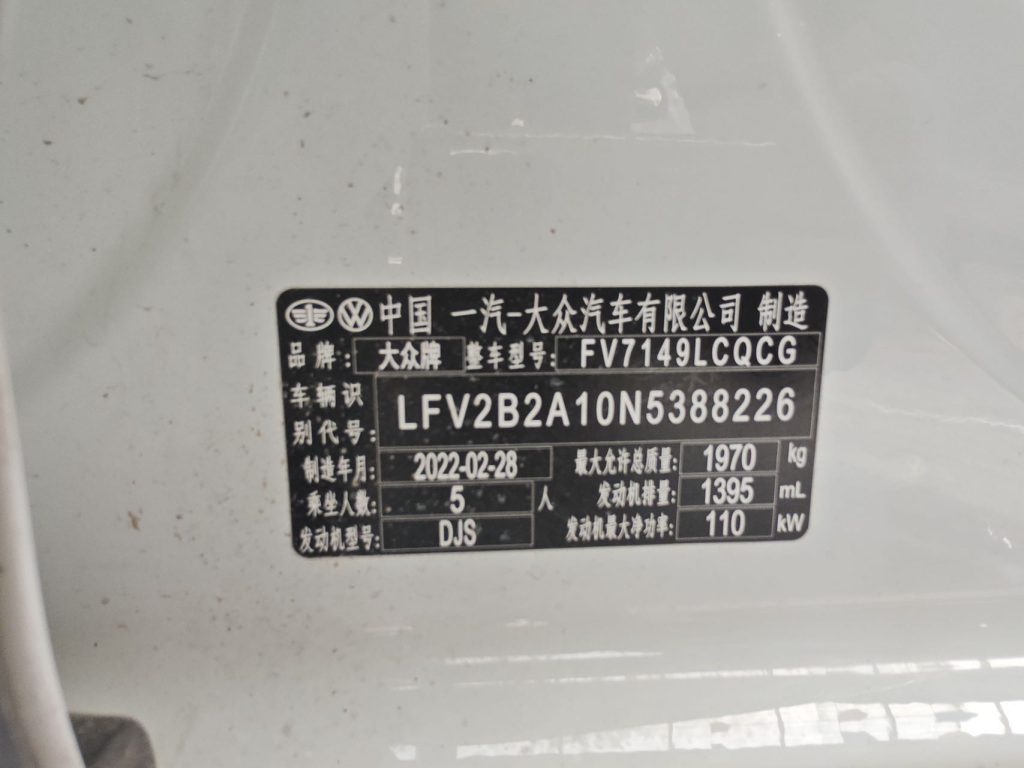 中国 一汽-大众汽车有限公司 制造
品牌: 大众牌 整车型号: FV7149LCQCG
车辆识
别代号: LFV2B2A10N5388226
制造年月: 2022-02-28 最大允许总质量: 1970 kg
乘坐人数: 5 人 发动机排量: 1395 mL
发动机型号: DJS 发动机最大净功率: 110 kW